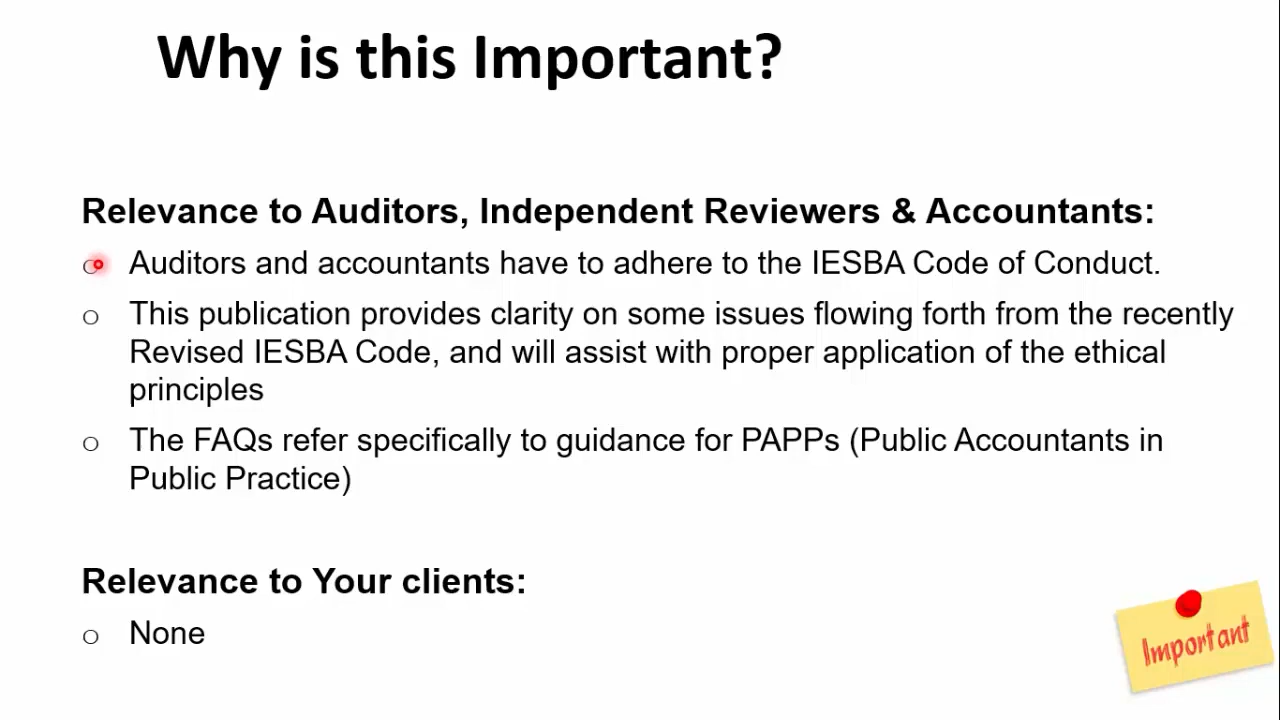 Why is this Important?
Relevance to Auditors, Independent Reviewers & Accountants:
Auditors and accountants have to adhere to the IESBA Code of Conduct.
This publication provides clarity on some issues flowing forth from the recently
Revised IESBA Code, and will assist with proper application of the ethical
principles
The FAQs refer specifically to guidance for PAPPs (Public Accountants in
Public Practice)
Relevance to Your clients:
None
Important